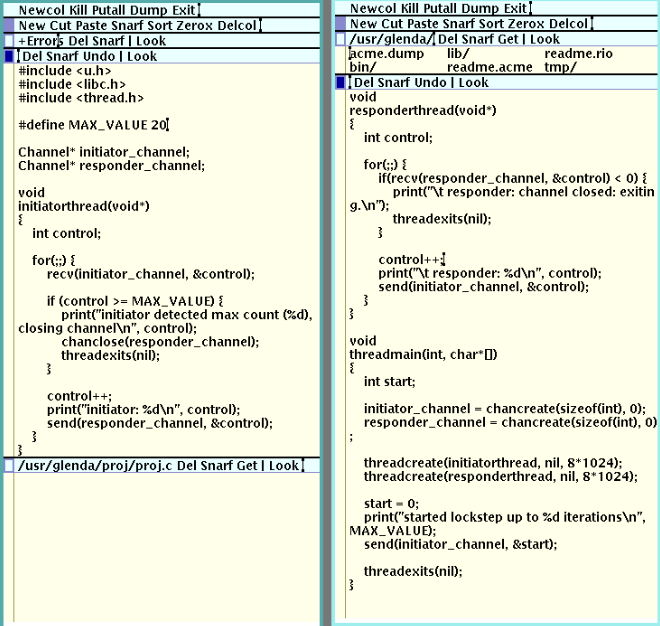 Newcol Kill Putall Dump Exit
New Cut Paste Snarf Sort Zerox Delcol
+Errors Del Snarf | Look
Del Snarf Undo | Look
#include <u.h>
#include <libc.h>
#include <thread.h>
#define MAX_VALUE 20
Channel* initiator_channel;
Channel* responder_channel;
void
initiatorthread(void*)
{
int control;
for(;;) {
recv(initiator_channel, &control);
if (control >= MAX_VALUE) {
print("initiator detected max count (%d),
closing channel\n", control);
chanclose(responder_channel);
threadexits(nil);
}
control++;
print("initiator: %d\n", control);
send(responder_channel, &control);
}
}
/usr/glenda/proj/proj.c Del Snarf Get | Look
Newcol Kill Putall Dump Exit
New Cut Paste Snarf Sort Zerox Delcol
/usr/glenda/ Del Snarf Get | Look
acme.dump lib/ readme.rio
bin/ readme.acme tmp/
Del Snarf Undo | Look
void
responderthread(void*)
{
int control;
for(;;) {
if(recv(responder_channel, &control) < 0) {
print("\t responder: channel closed: exitin
g.\n");
threadexits(nil);
}
control++;
print("\t responder: %d\n", control);
send(initiator_channel, &control);
}
}
void
threadmain(int, char*[])
{
int start;
initiator_channel = chancreate(sizeof(int), 0);
responder_channel = chancreate(sizeof(int), 0)
;
threadcreate(initiatorthread, nil, 8*1024);
threadcreate(responderthread, nil, 8*1024);
start = 0;
print("started lockstep up to %d iterations\n",
MAX_VALUE);
send(initiator_channel, &start);
threadexits(nil);
}